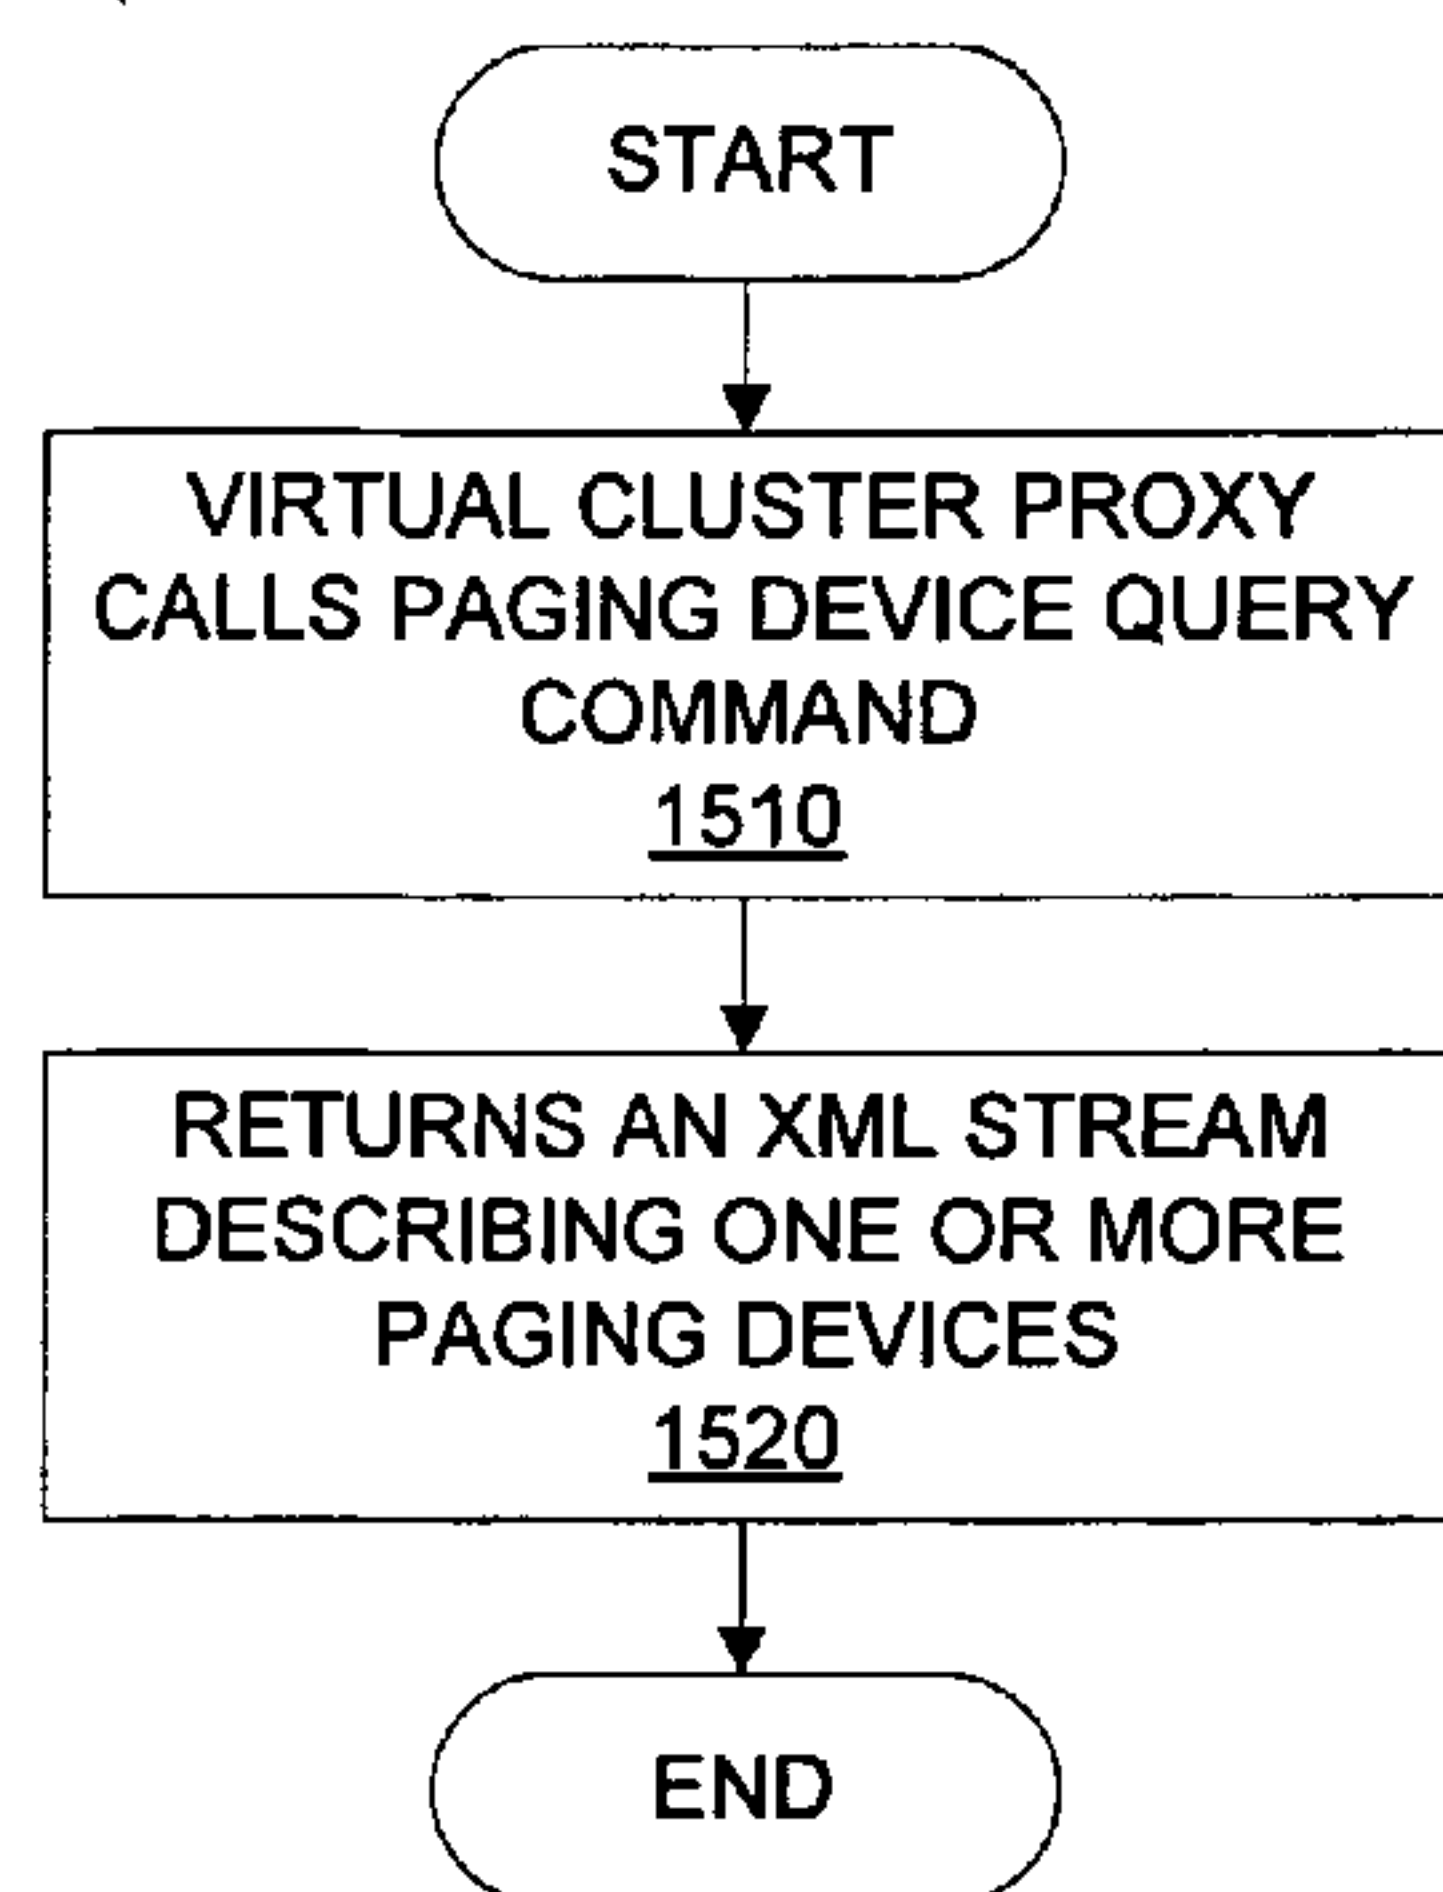 START
VIRTUAL CLUSTER PROXY
CALLS PAGING DEVICE QUERY
COMMAND
1510
RETURNS AN XML STREAM
DESCRIBING ONE OR MORE
PAGING DEVICES
1520
END